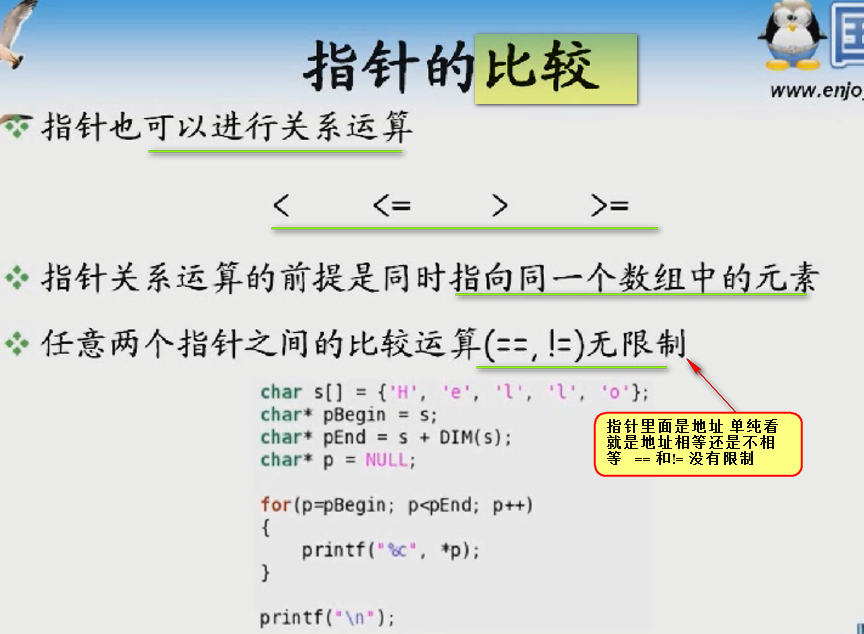 指针的比较
国
www.enjo
指针也可以进行关系运算
<    <=    >    >=
指针关系运算的前提是同时指向同一个数组中的元素
任意两个指针之间的比较运算(==, !=)无限制
char s[] = {'H', 'e', 'l', 'l', 'o'};
char* pBegin = s;
char* pEnd = s + DIM(s);
char* p = NULL;
指针里面是地址 单纯看
就是地址相等还是不相
等  == 和!= 没有限制
for(p=pBegin; p<pEnd; p++)
{
    printf("%c", *p);
}
printf("\n");